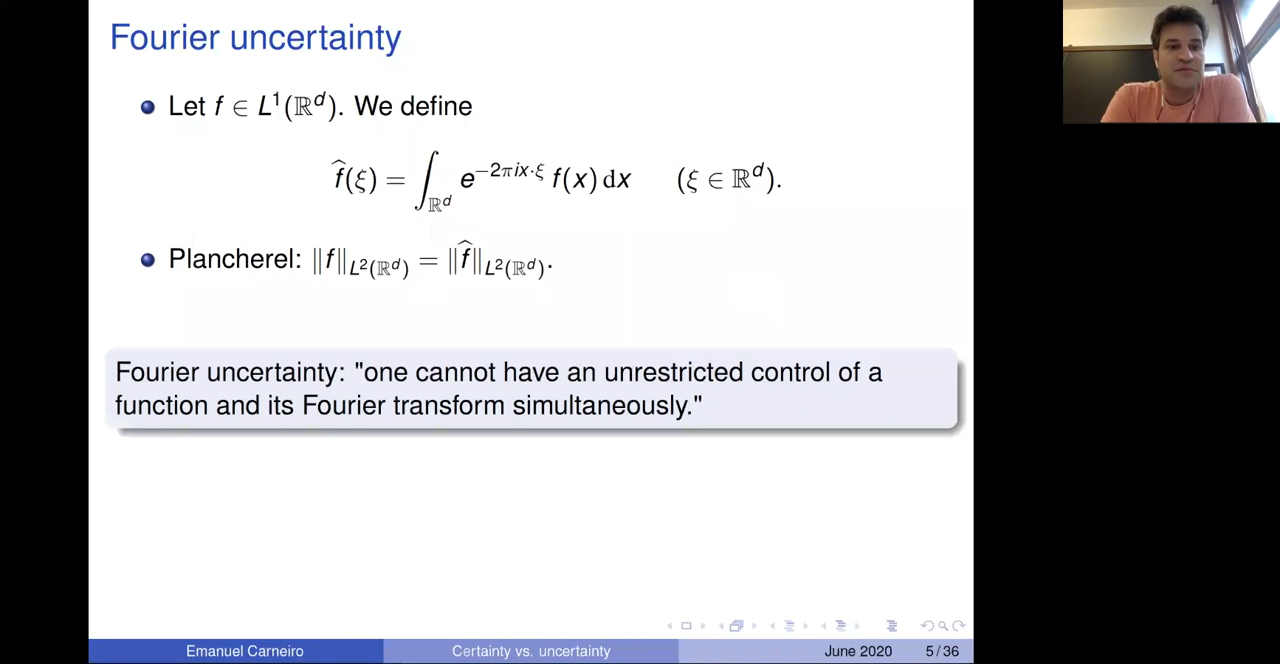 Fourier uncertainty
Let f ∈ L¹(ℝᵈ). We define
f̂(ξ) = ∫_{ℝᵈ} e^{−2πix·ξ} f(x) dx (ξ ∈ ℝᵈ).
Plancherel: ‖f‖_{L²(ℝᵈ)} = ‖f̂‖_{L²(ℝᵈ)}.
Fourier uncertainty: "one cannot have an unrestricted control of a
function and its Fourier transform simultaneously."
Emanuel Carneiro Certainty vs. uncertainty June 2020 5 / 36